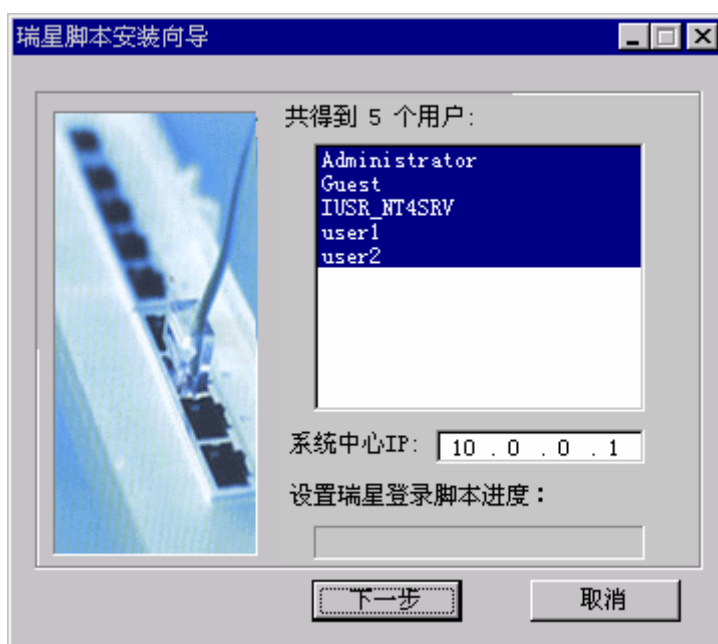 瑞星脚本安装向导
共得到 5 个用户:
Administrator
Guest
IUSR_NT4SRV
user1
user2
系统中心IP: 10 . 0 . 0 . 1
设置瑞星登录脚本进度：
下一步 取消